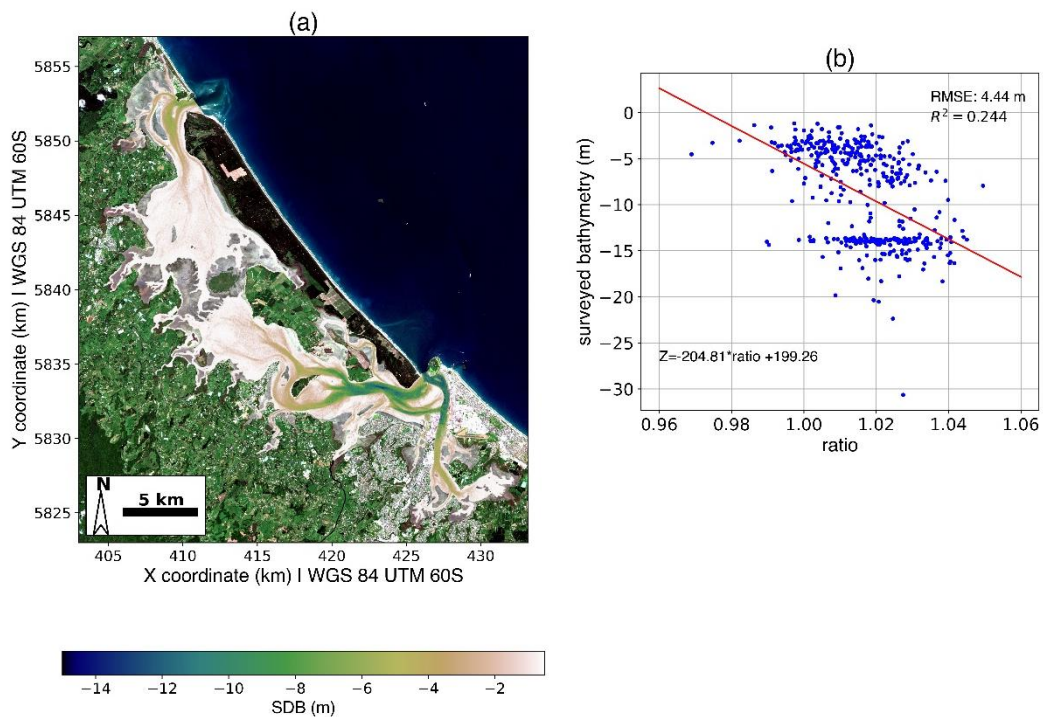 (a)
5855
5850
5845
5840
5835
5830
5825
Y coordinate (km) | WGS 84 UTM 60S
N
5 km
405 410 415 420 425 430
X coordinate (km) | WGS 84 UTM 60S
−14 −12 −10 −8 −6 −4 −2
SDB (m)
(b)
RMSE: 4.44 m
R² = 0.244
0
−5
−10
−15
−20
−25
−30
surveyed bathymetry (m)
Z=-204.81*ratio +199.26
0.96 0.98 1.00 1.02 1.04 1.06
ratio